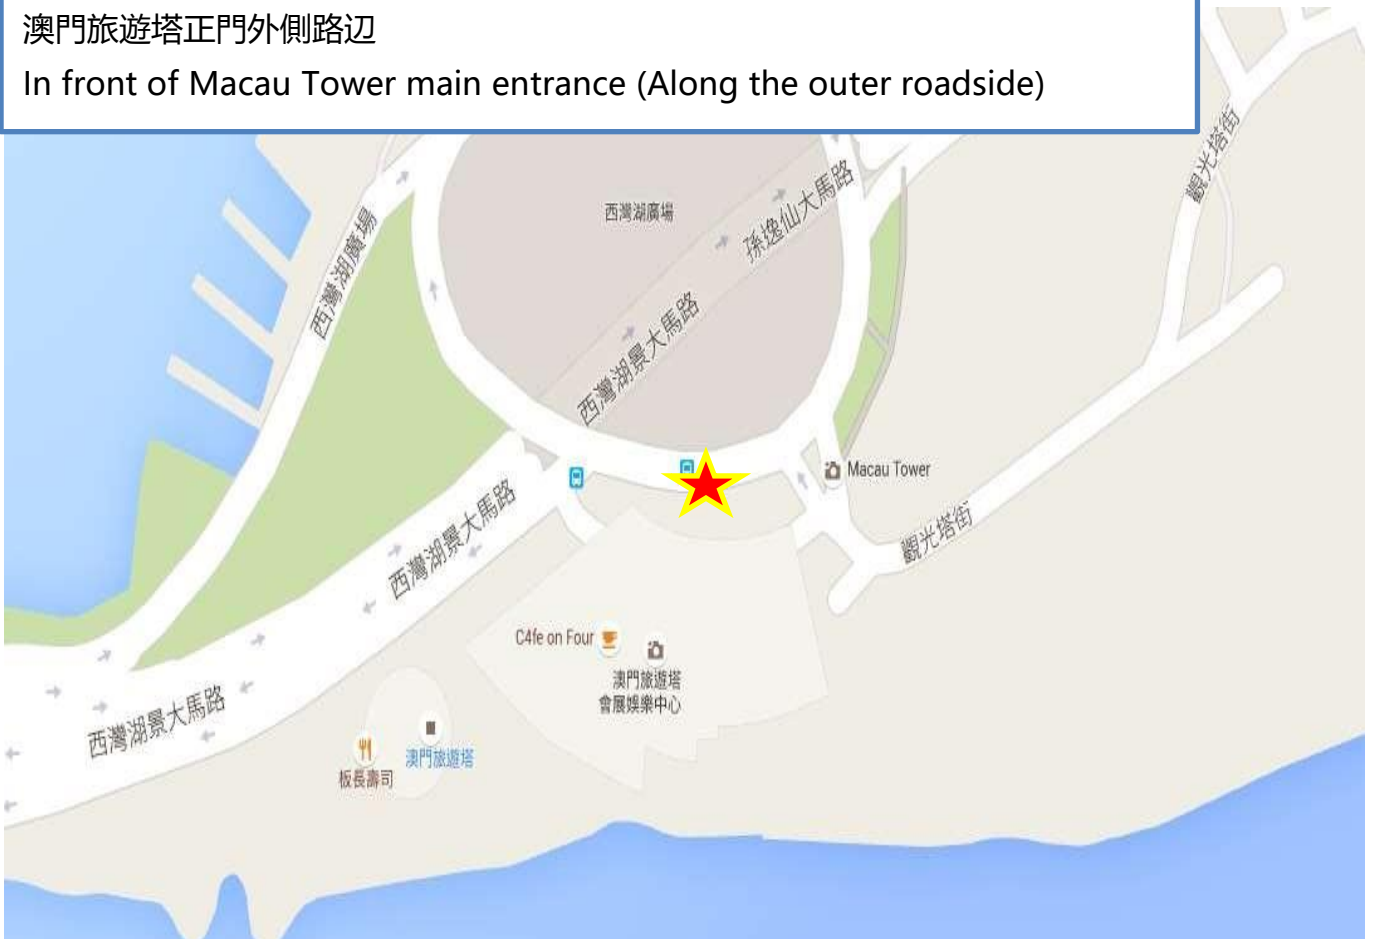 澳門旅遊塔正門外側路辺
In front of Macau Tower main entrance (Along the outer roadside)
觀光塔街
西灣湖廣場
孫逸仙大馬路
西灣湖廣場
西灣湖景大馬路
Macau Tower
西灣湖景大馬路
觀光塔街
C4fe on Four
澳門旅遊塔
會展娛樂中心
西灣湖景大馬路
澳門旅遊塔
板長壽司